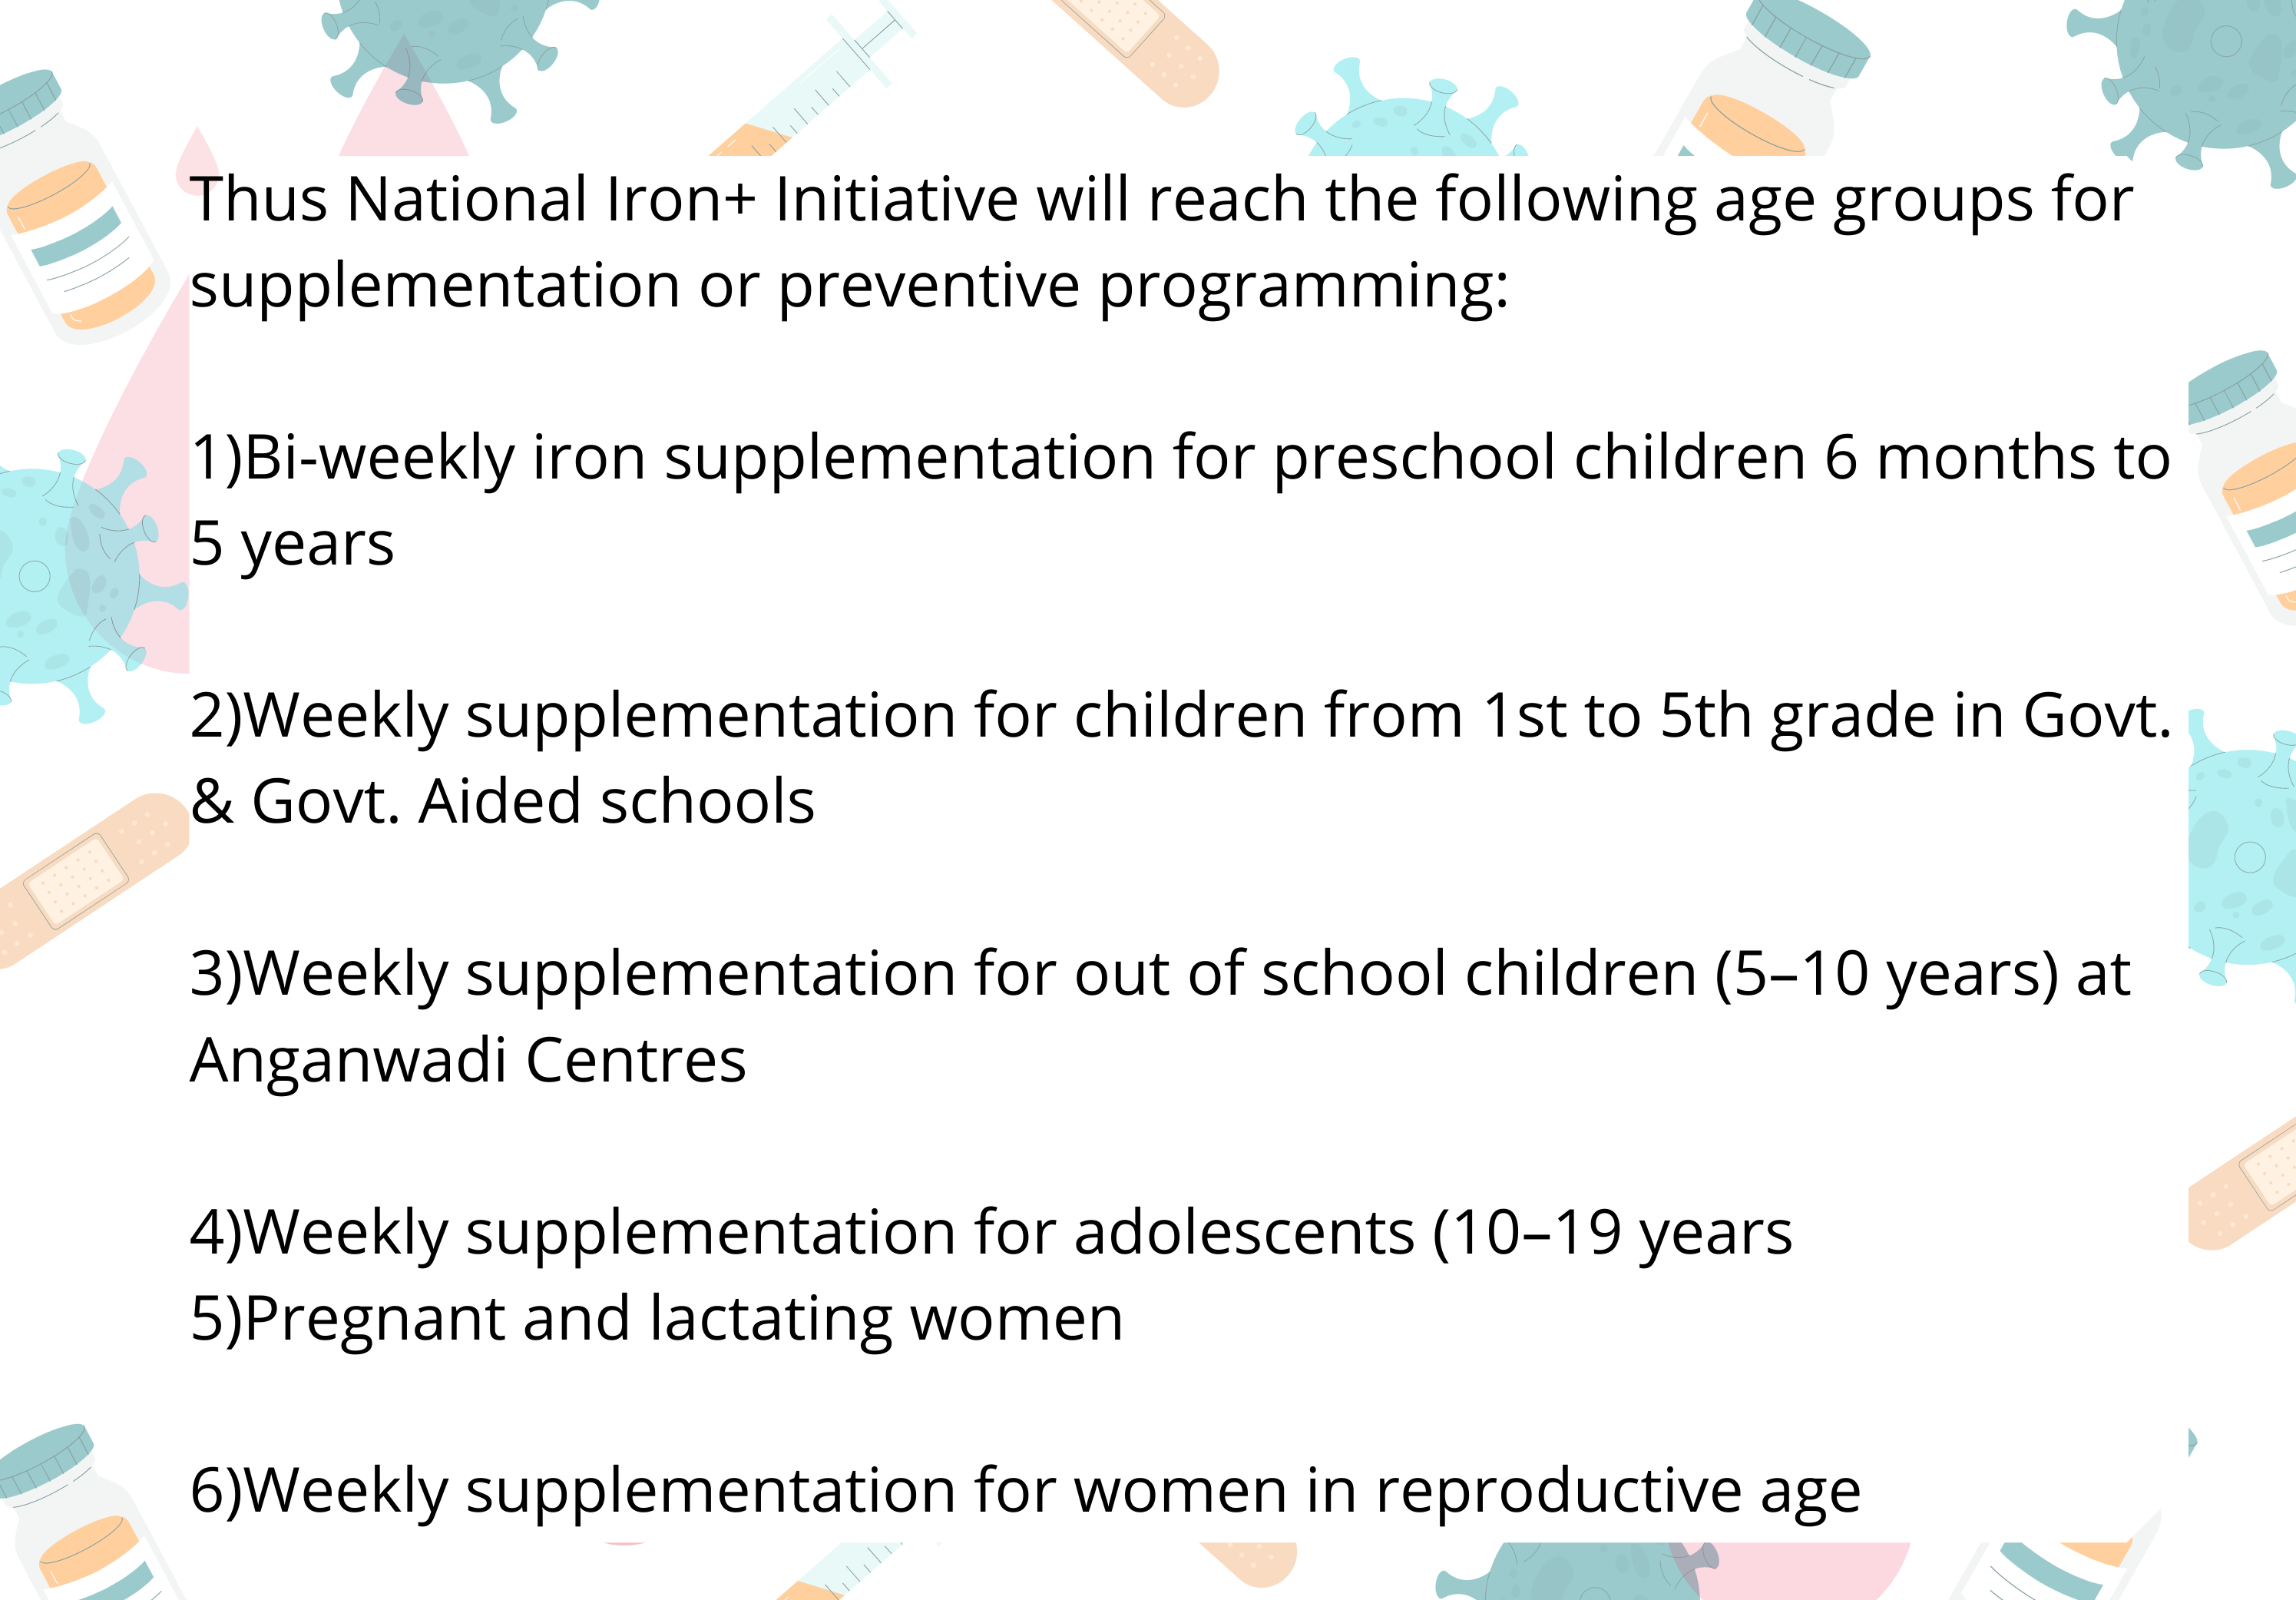 Thus National Iron+ Initiative will reach the following age groups for
supplementation or preventive programming:
1)Bi-weekly iron supplementation for preschool children 6 months to
5 years
2)Weekly supplementation for children from 1st to 5th grade in Govt.
& Govt. Aided schools
3)Weekly supplementation for out of school children (5–10 years) at
Anganwadi Centres
4)Weekly supplementation for adolescents (10–19 years
5)Pregnant and lactating women
6)Weekly supplementation for women in reproductive age